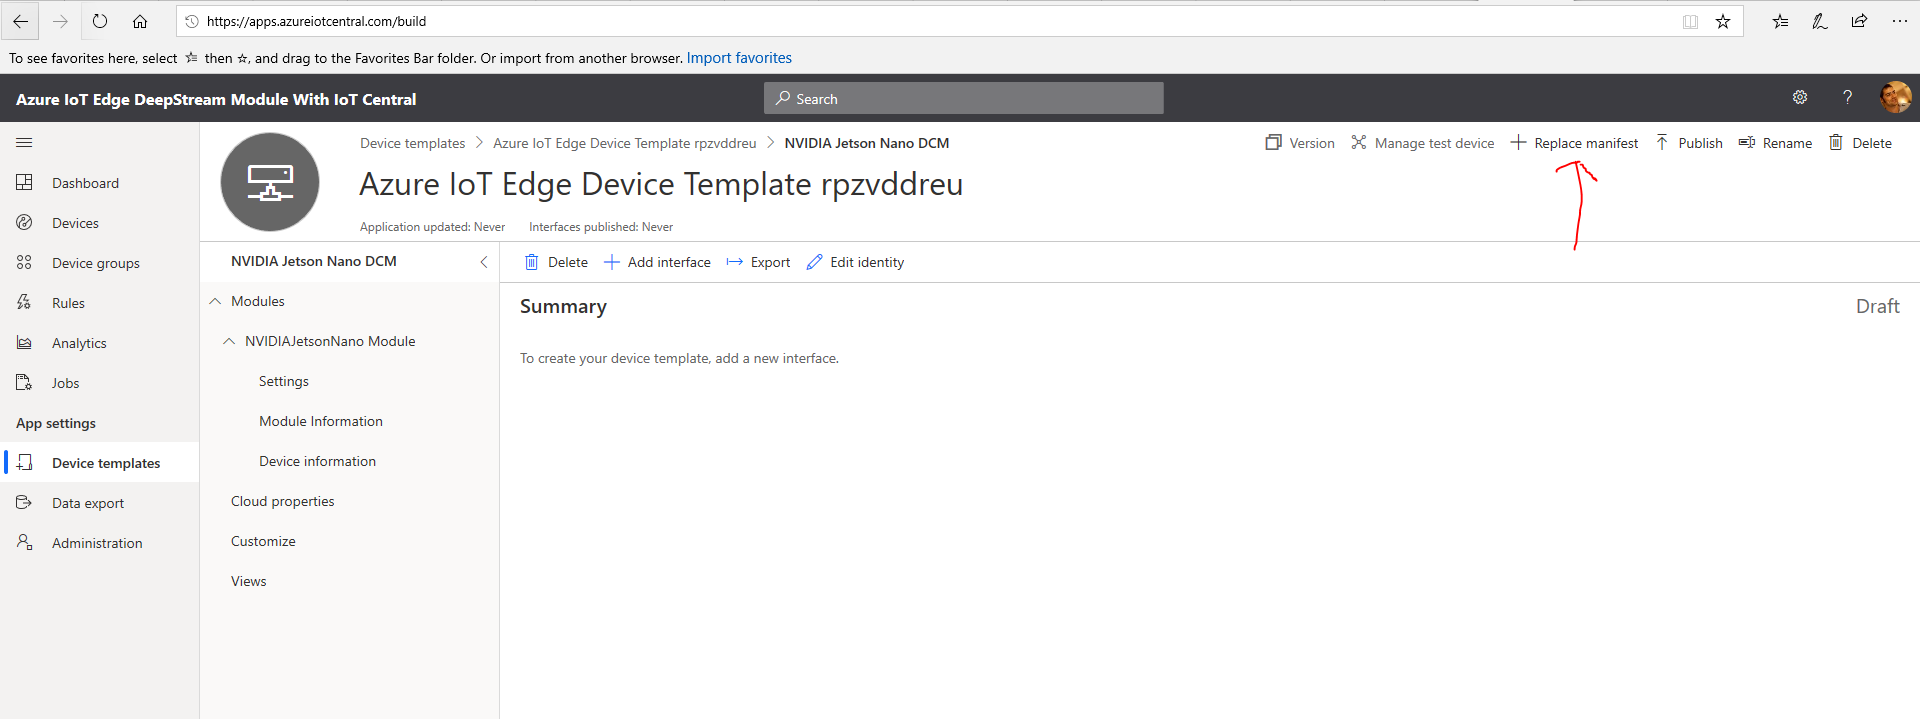 https://apps.azureiotcentral.com/build
To see favorites here, select then , and drag to the Favorites Bar folder. Or import from another browser. Import favorites
Azure IoT Edge DeepStream Module With IoT Central
Search
?
Device templates > Azure IoT Edge Device Template rpzvddreu > NVIDIA Jetson Nano DCM
Version
Manage test device
Replace manifest
Publish
Rename
Delete
Azure IoT Edge Device Template rpzvddreu
Application updated: Never
Interfaces published: Never
Dashboard
Devices
Device groups
Rules
Analytics
Jobs
App settings
Device templates
Data export
Administration
NVIDIA Jetson Nano DCM
Modules
NVIDIAJetsonNano Module
Settings
Module Information
Device information
Cloud properties
Customize
Views
Delete
Add interface
Export
Edit identity
Summary
Draft
To create your device template, add a new interface.